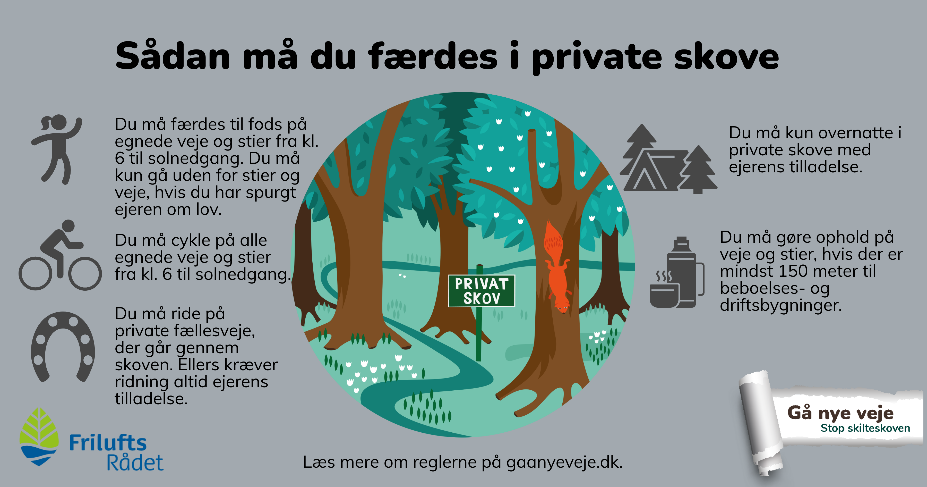 Sådan må du færdes i private skove
Du må færdes til fods på
egnede veje og stier fra kl.
6 til solnedgang. Du må
kun gå uden for stier og
veje, hvis du har spurgt
ejeren om lov.
Du må cykle på alle
egnede veje og stier
fra kl. 6 til solnedgang.
Du må ride på
private fællesveje,
der går gennem
skoven. Ellers kræver
ridning altid ejerens
tilladelse.
PRIVAT
SKOV
Du må kun overnatte i
private skove med
ejerens tilladelse.
Du må gøre ophold på
veje og stier, hvis der er
mindst 150 meter til
beboelses- og
driftsbygninger.
Frilufts
Rådet
Læs mere om reglerne på gaanyeveje.dk.
Gå nye veje
Stop skilteskoven